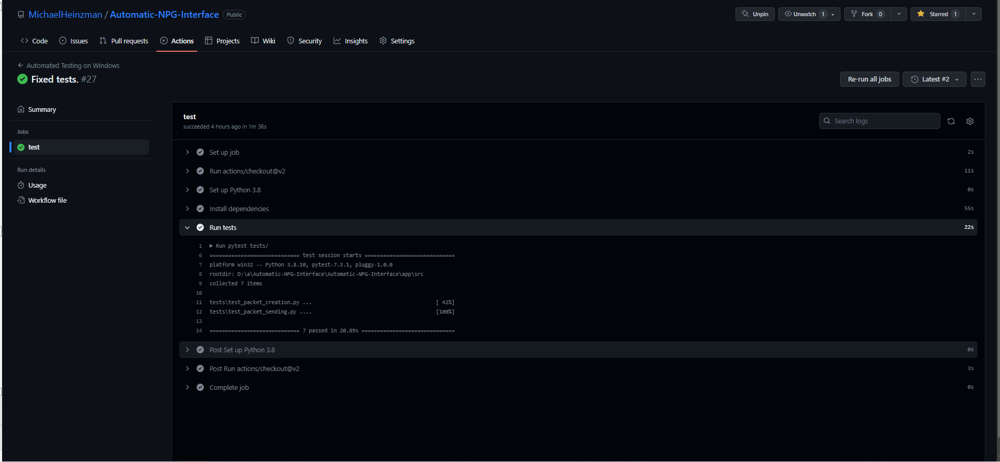 MichaelHeinzman / Automatic-NPG-Interface Public
Unpin Unwatch 1 Fork 0 Starred 1
Code Issues Pull requests Actions Projects Wiki Security Insights Settings
Automated Testing on Windows
Fixed tests. #27
Re-run all jobs Latest #2 ...
Summary
Jobs
test
Run details
Usage
Workflow file
test
succeeded 4 hours ago in 1m 36s
Search logs
Set up job 2s
Run actions/checkout@v2 11s
Set up Python 3.8 0s
Install dependencies 55s
Run tests 22s
1 ▶ Run pytest tests/
6 ============================= test session starts =============================
7 platform win32 -- Python 3.8.10, pytest-7.3.1, pluggy-1.0.0
8 rootdir: D:\a\Automatic-NPG-Interface\Automatic-NPG-Interface\app\src
9 collected 7 items
10
11 tests\test_packet_creation.py ... [ 42%]
12 tests\test_packet_sending.py .... [100%]
13
14 ============================= 7 passed in 20.89s ==============================
Post Set up Python 3.8 0s
Post Run actions/checkout@v2 3s
Complete job 0s